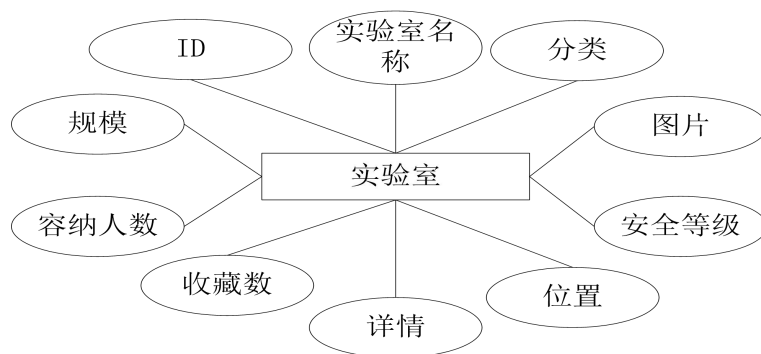 ID
实验室名
称
分类
规模
图片
实验室
容纳人数
安全等级
收藏数
位置
详情